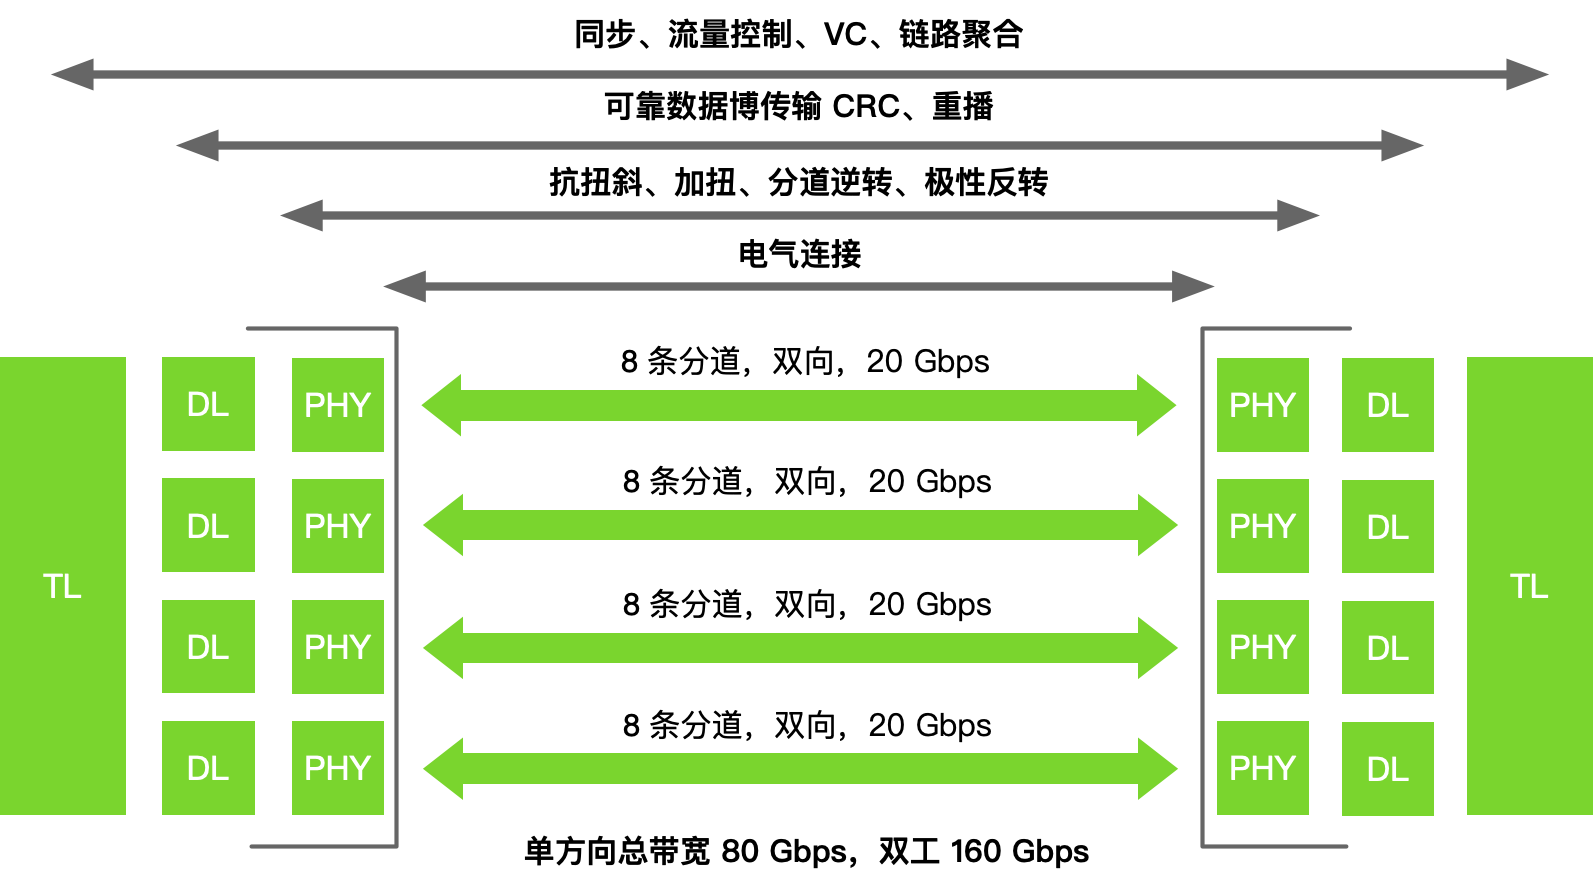 同步、流量控制、VC、链路聚合
可靠数据博传输 CRC、重播
抗扭斜、加扭、分道逆转、极性反转
电气连接
8 条分道，双向，20 Gbps
DL PHY PHY DL
8 条分道，双向，20 Gbps
DL PHY PHY DL
TL TL
8 条分道，双向，20 Gbps
DL PHY PHY DL
8 条分道，双向，20 Gbps
DL PHY PHY DL
单方向总带宽 80 Gbps，双工 160 Gbps